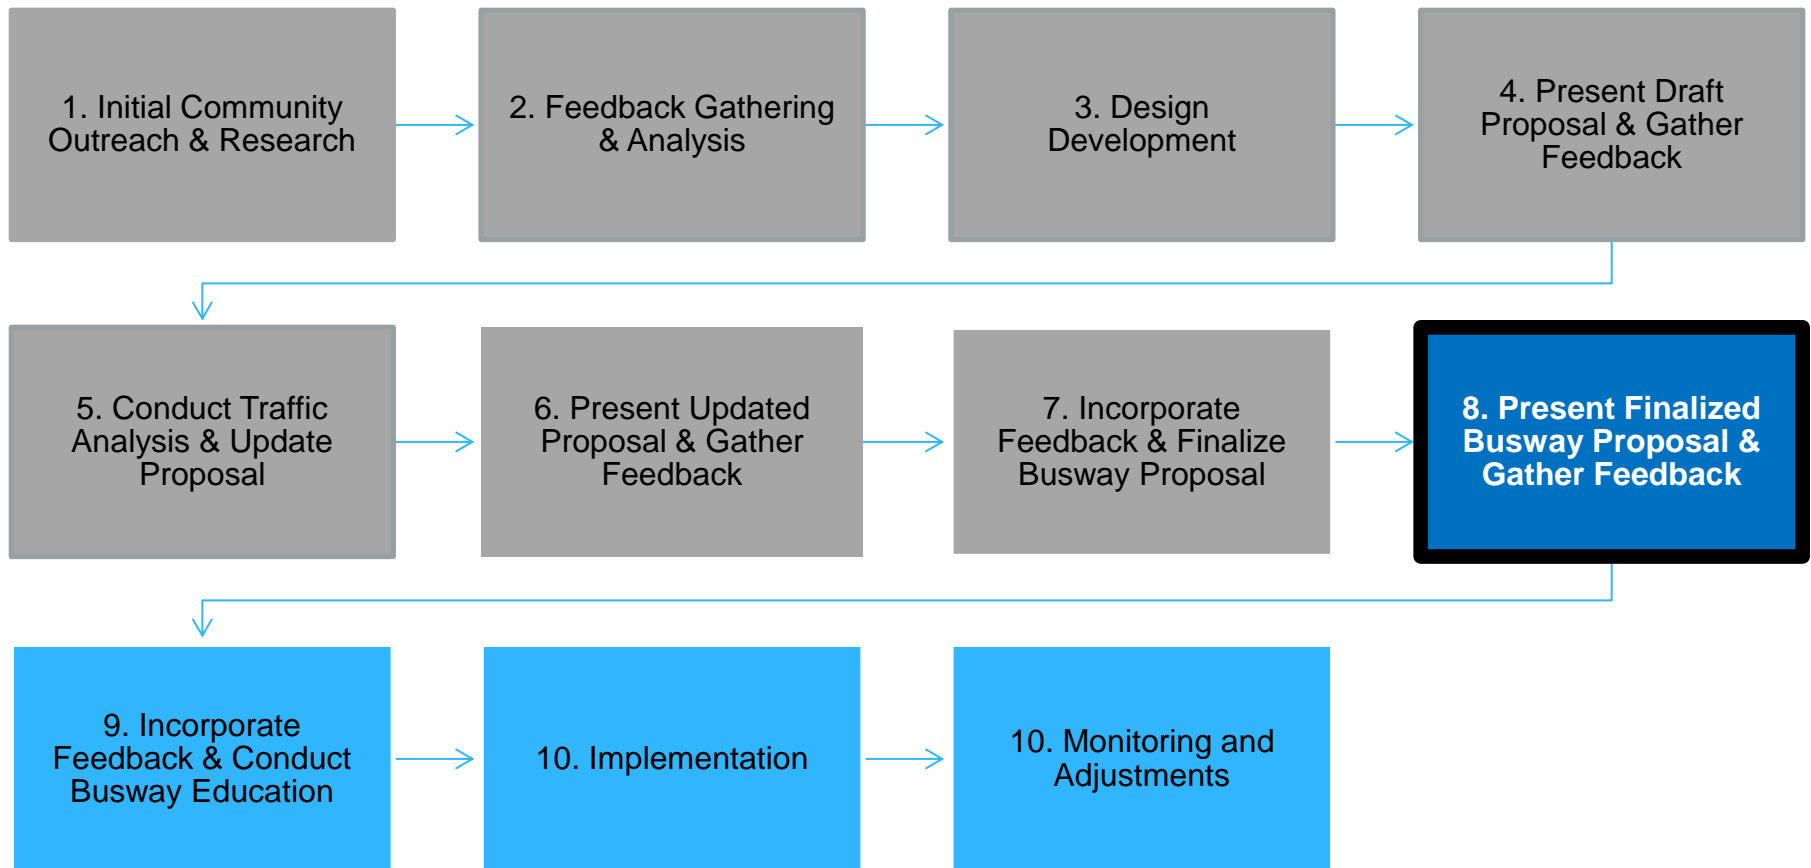 1. Initial Community
Outreach & Research
2. Feedback Gathering
& Analysis
3. Design
Development
4. Present Draft
Proposal & Gather
Feedback
5. Conduct Traffic
Analysis & Update
Proposal
6. Present Updated
Proposal & Gather
Feedback
7. Incorporate
Feedback & Finalize
Busway Proposal
8. Present Finalized
Busway Proposal &
Gather Feedback
9. Incorporate
Feedback & Conduct
Busway Education
10. Implementation
10. Monitoring and
Adjustments